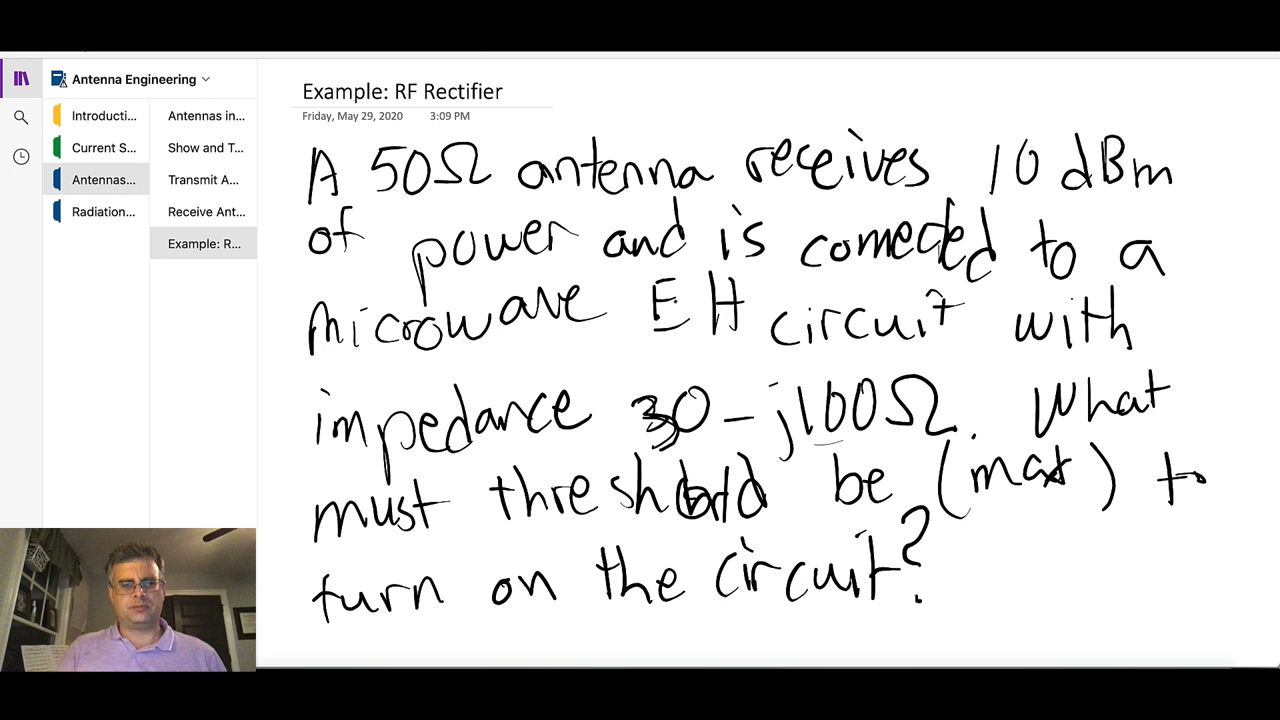 Antenna Engineering
Introducti...
Current S...
Antennas...
Radiation...
Antennas in...
Show and T...
Transmit A...
Receive Ant...
Example: R...
Example: RF Rectifier
Friday, May 29, 2020 3:09 PM
A 50Ω antenna receives 10 dBm
of power and is connected to a
microwave EH circuit with
impedance 30 - j100Ω. What
must threshold be (max) to
turn on the circuit?